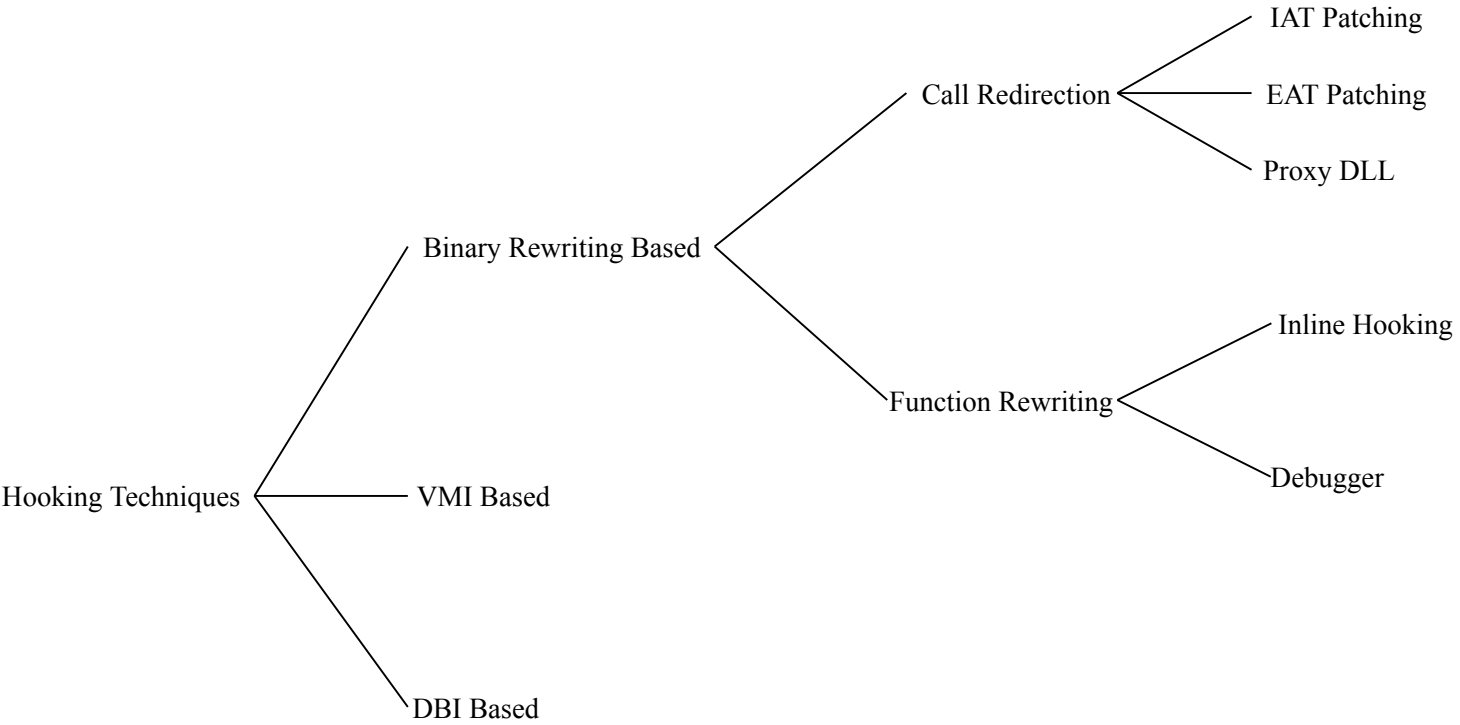 IAT Patching
Call Redirection
EAT Patching
Proxy DLL
Binary Rewriting Based
Inline Hooking
Function Rewriting
Debugger
Hooking Techniques
VMI Based
DBI Based